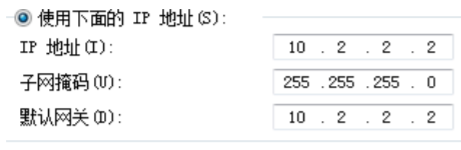 使用下面的 IP 地址(S):
IP 地址(I): 10 . 2 . 2 . 2
子网掩码(U): 255 .255 .255 . 0
默认网关(D): 10 . 2 . 2 . 2